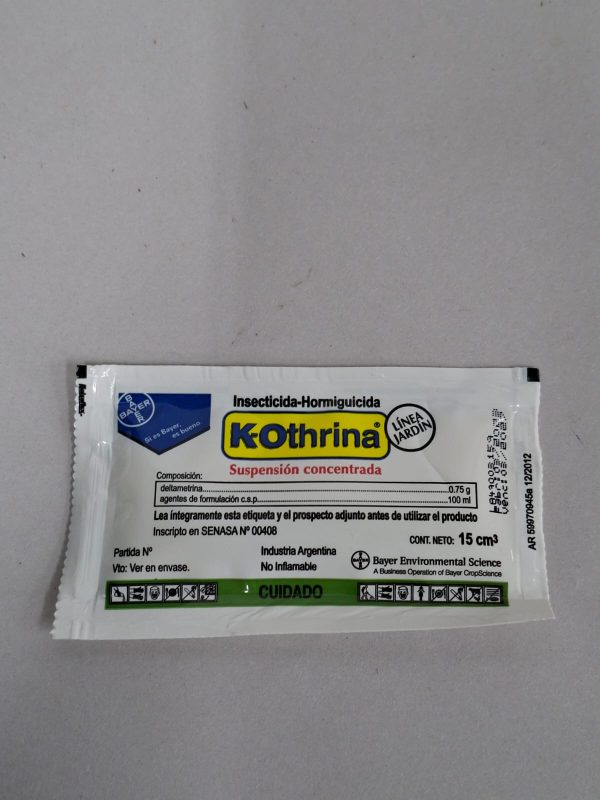 BAYER
BAYER
Si es Bayer,
es bueno
Insecticida-Hormiguicida
K-Othrina®
LÍNEA
JARDÍN
Suspensión concentrada
Composición:
deltametrina.....0.75 g
agentes de formulación c.s.p.....100 ml
Lea íntegramente esta etiqueta y el prospecto adjunto antes de utilizar el producto
Inscripto en SENASA Nº 00408
CONT. NETO: 15 cm³
Partida Nº
Industria Argentina
Vto: Ver en envase.
No Inflamable
Bayer Environmental Science
A Business Operation of Bayer CropScience
CUIDADO
AR 59970945a 12/2012